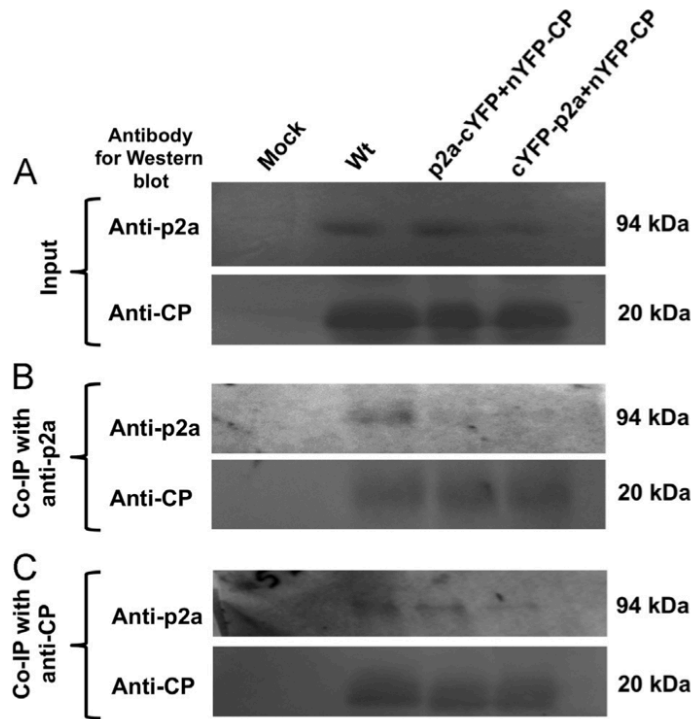 Antibody
for Western
blot
Mock
Wt
p2a-cYFP+nYFP-CP
cYFP-p2a+nYFP-CP
A
Input
Anti-p2a
94 kDa
Anti-CP
20 kDa
B
Co-IP with
anti-p2a
Anti-p2a
94 kDa
Anti-CP
20 kDa
C
Co-IP with
anti-CP
Anti-p2a
94 kDa
Anti-CP
20 kDa